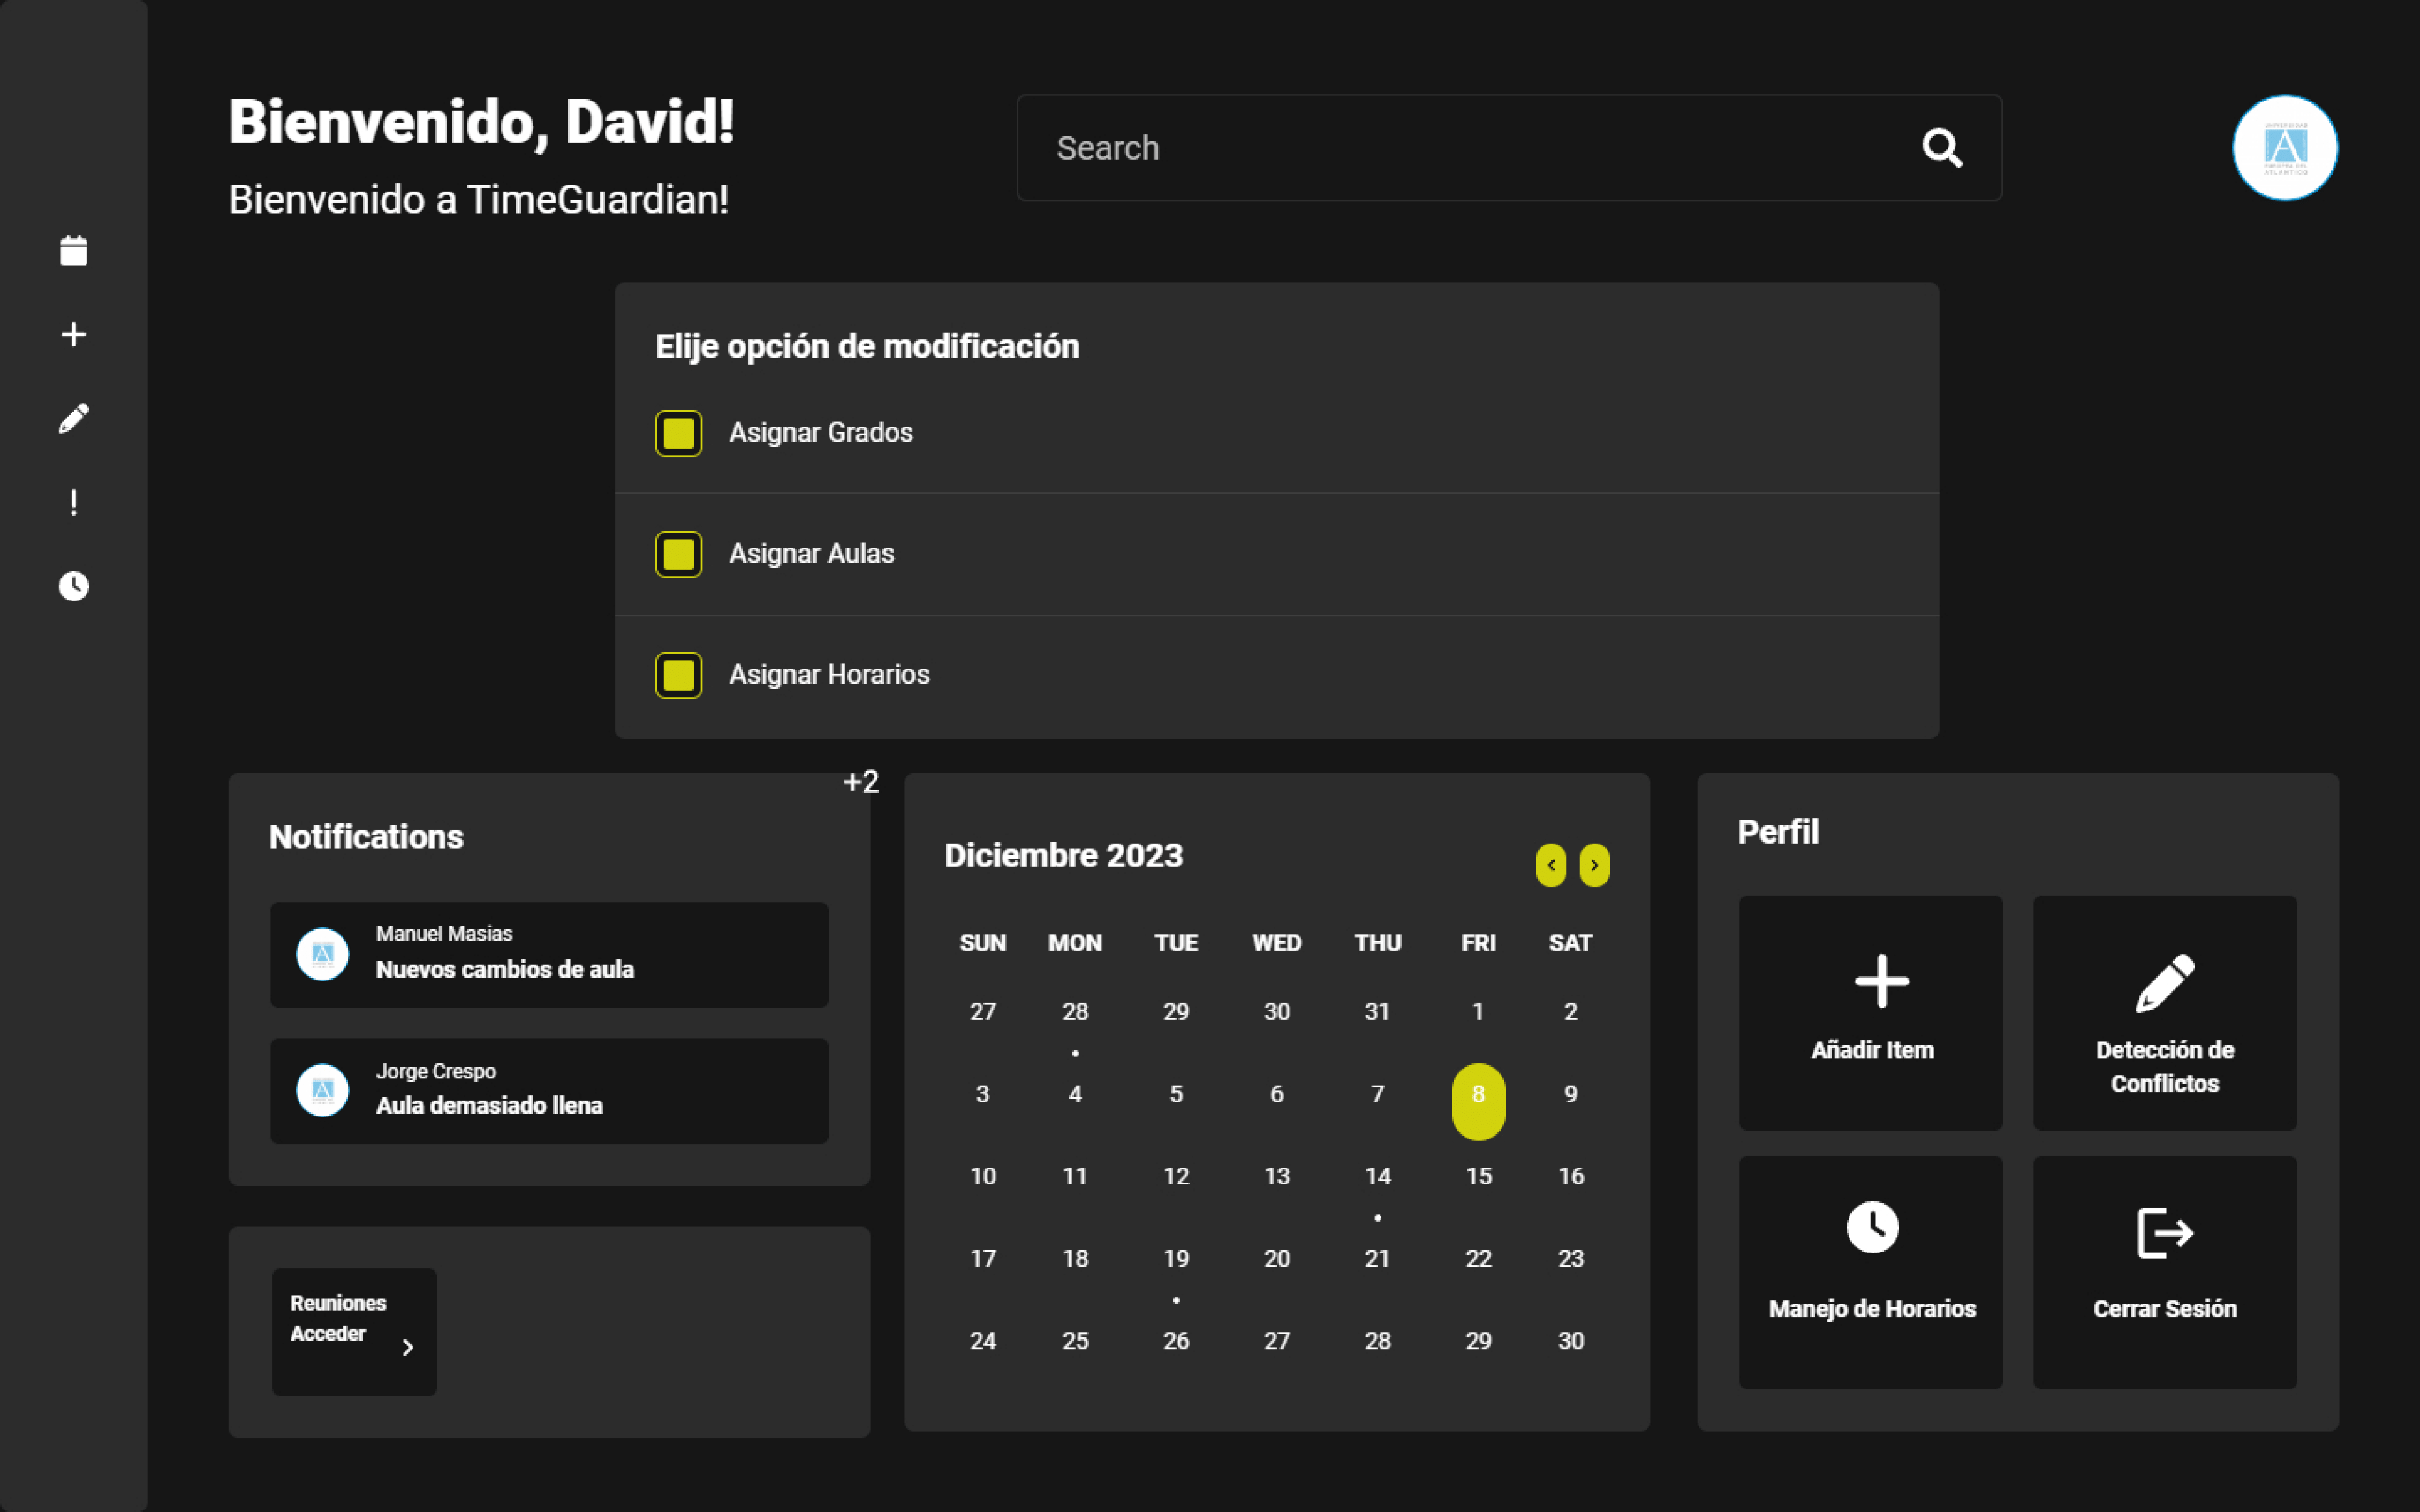 Bienvenido, David!
Bienvenido a TimeGuardian!
Search
Elije opción de modificación
Asignar Grados
Asignar Aulas
Asignar Horarios
+2
Notifications
Manuel Masias
Nuevos cambios de aula
Jorge Crespo
Aula demasiado llena
Reuniones
Acceder
Diciembre 2023
SUN MON TUE WED THU FRI SAT
27 28 29 30 31 1 2
3 4 5 6 7 8 9
10 11 12 13 14 15 16
17 18 19 20 21 22 23
24 25 26 27 28 29 30
Perfil
Añadir Item
Detección de
Conflictos
Manejo de Horarios
Cerrar Sesión